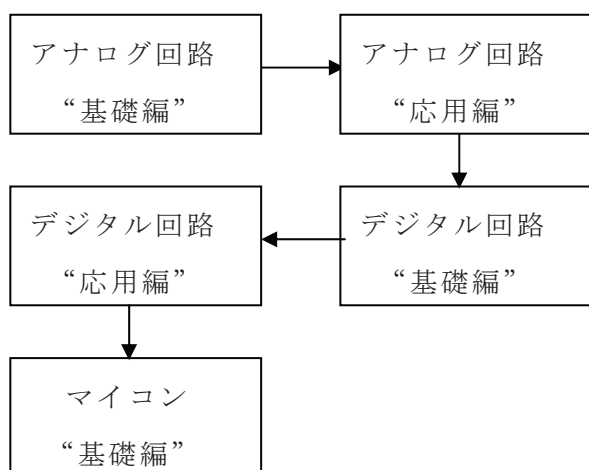 アナログ回路
“基礎編”
アナログ回路
“応用編”
デジタル回路
“応用編”
デジタル回路
“基礎編”
マイコン
“基礎編”